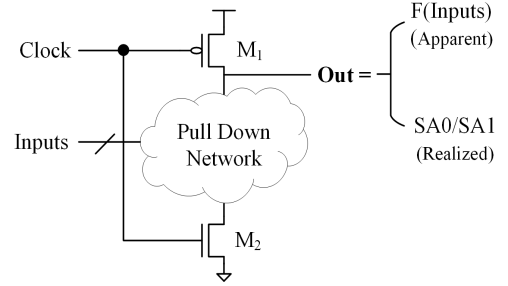 F(Inputs)
(Apparent)
Clock
M1
Out =
Inputs
Pull Down
Network
SA0/SA1
(Realized)
M2